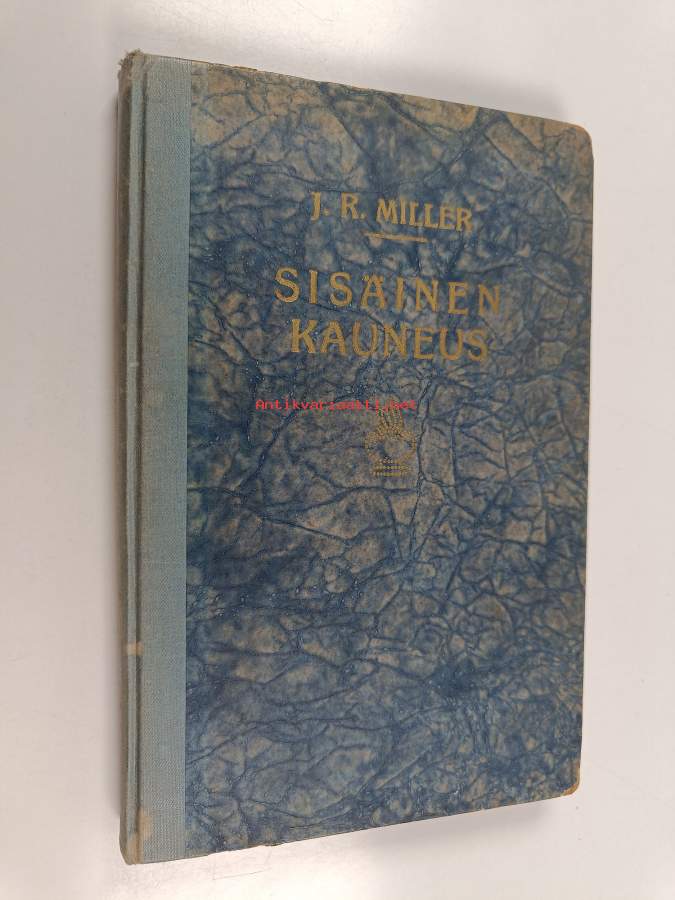 J. R. MILLER
SISÄINEN
KAUNEUS
Antikvariaatti.net